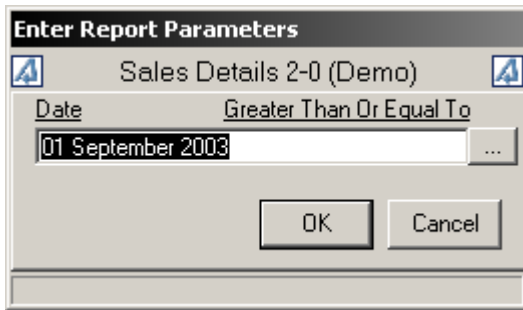 Enter Report Parameters
Sales Details 2-0 (Demo)
Date Greater Than Or Equal To
01 September 2003 ...
OK Cancel